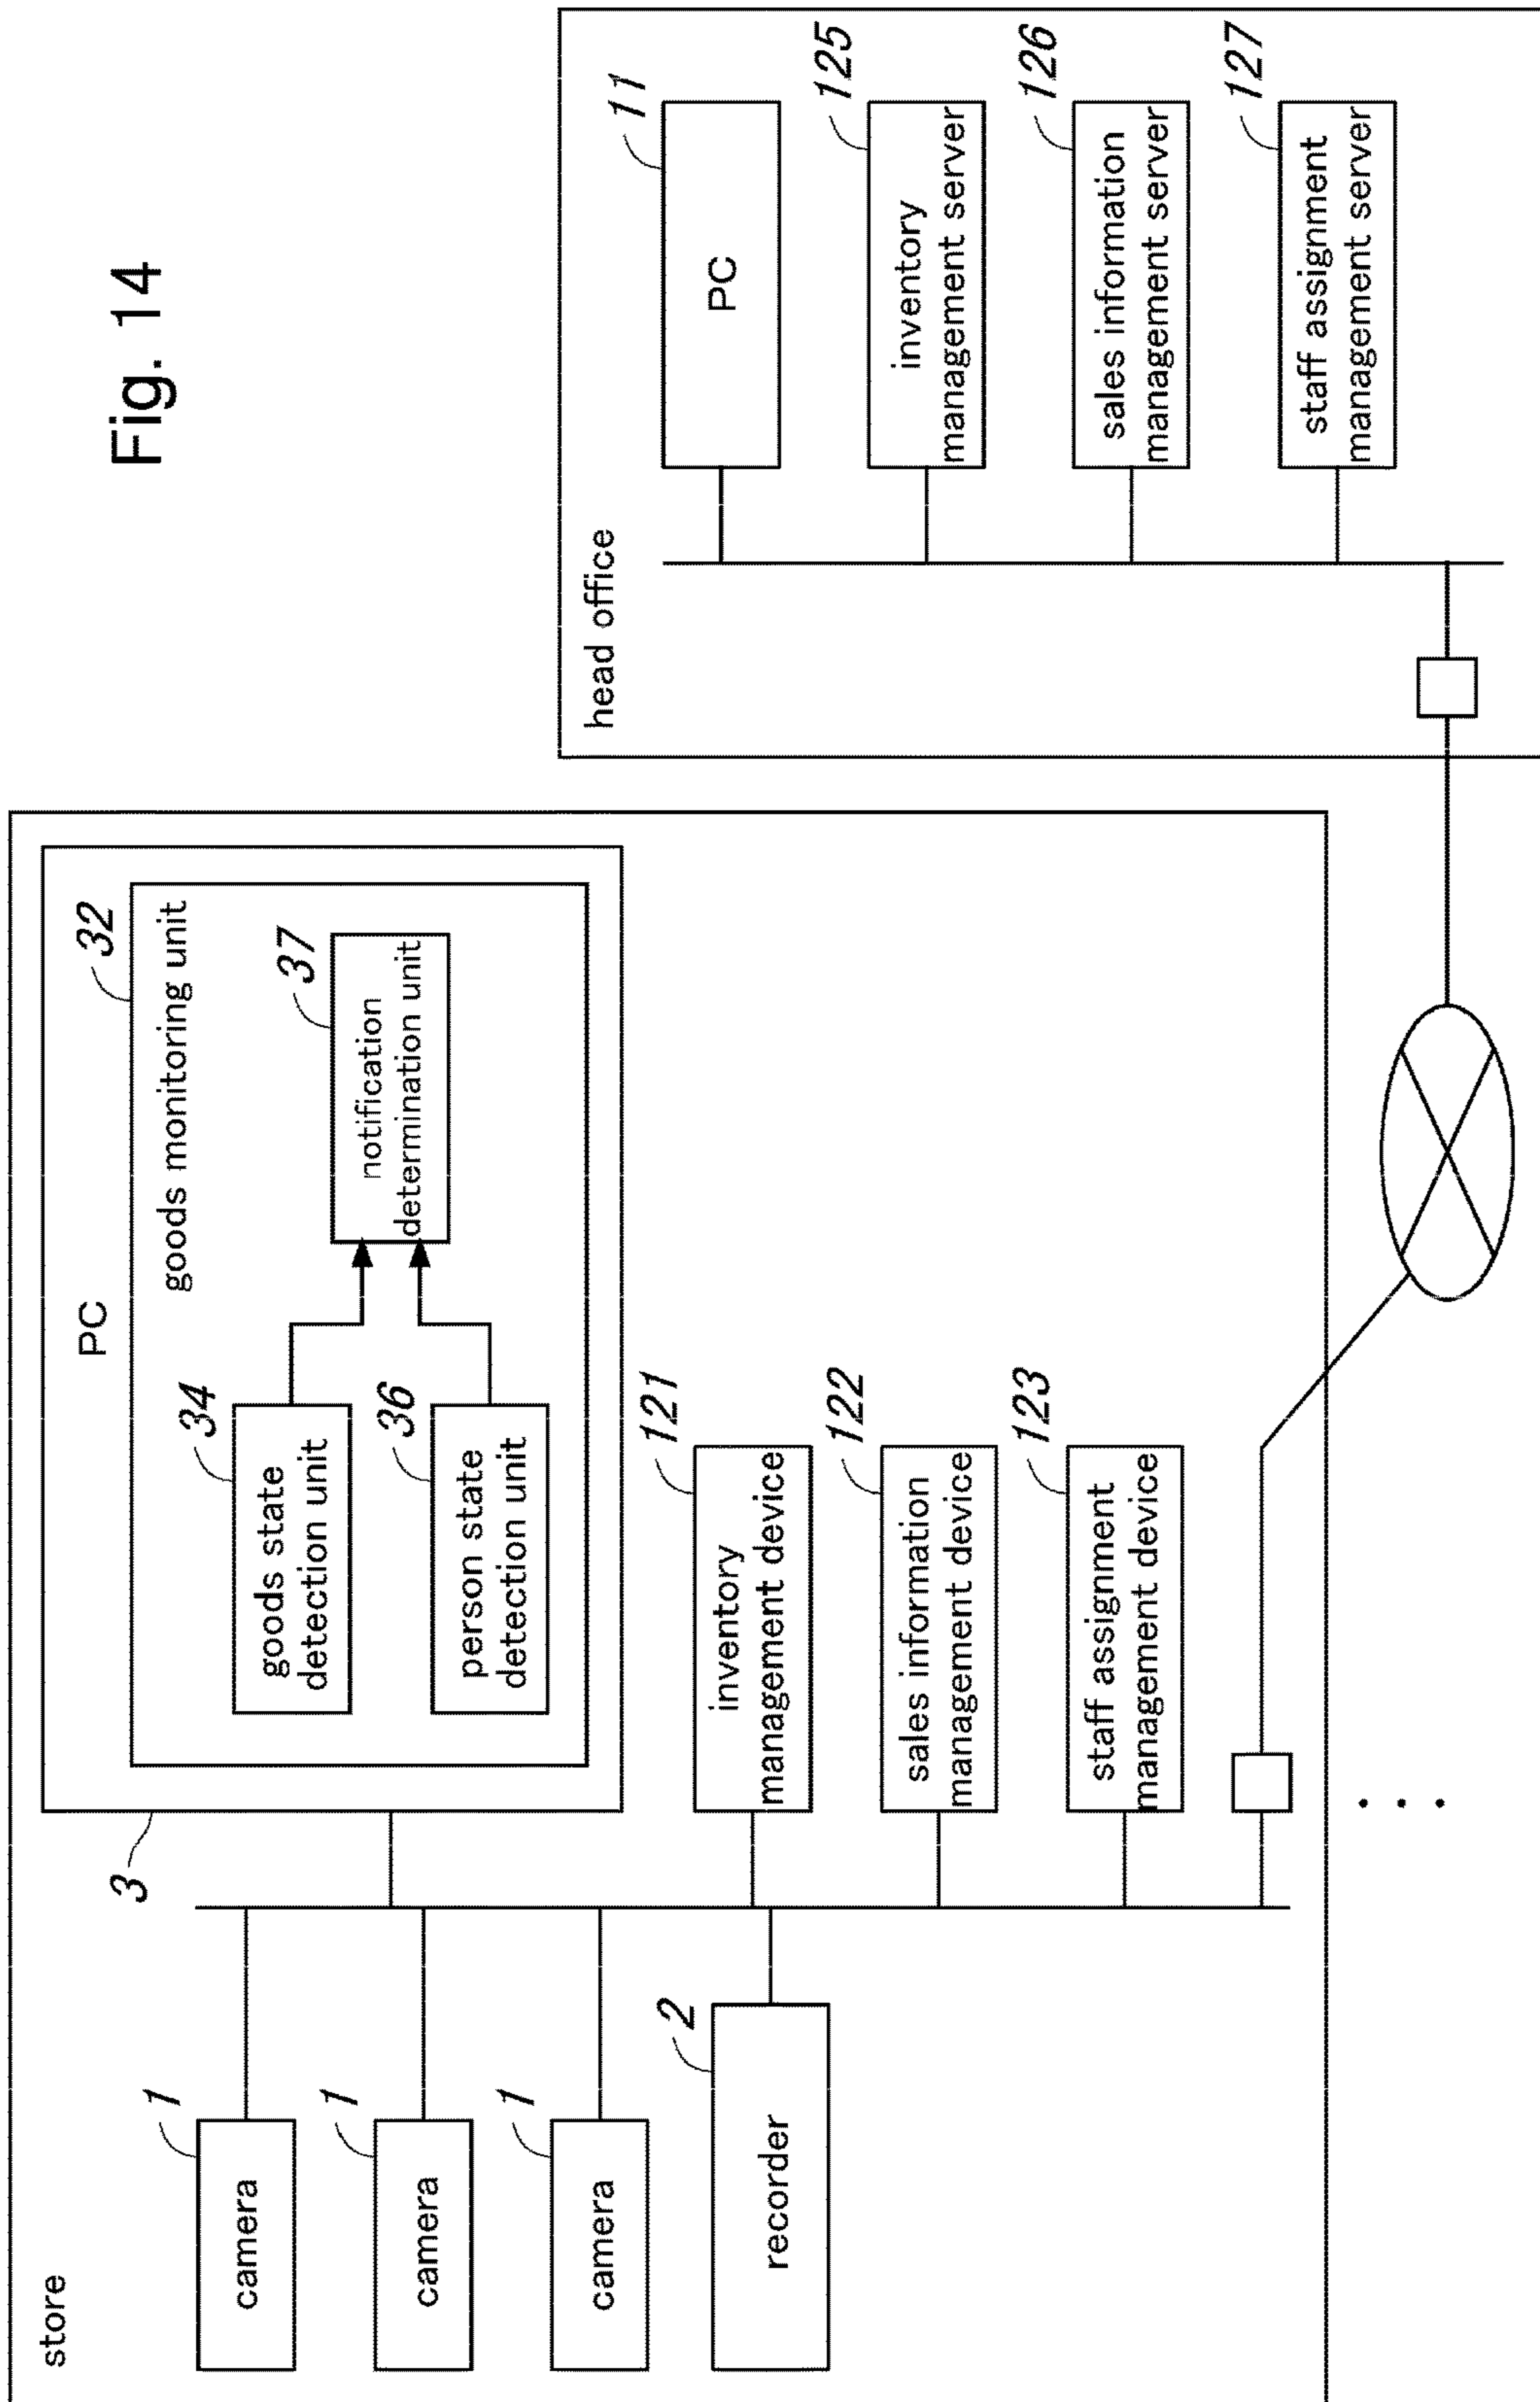 Fig. 14
store
camera
1
camera
1
camera
1
recorder
2
3
PC
32
goods monitoring unit
goods state
detection unit
34
person state
detection unit
36
notification
determination unit
37
inventory
management device
121
sales information
management device
122
staff assignment
management device
123
. . .
head office
PC
11
inventory
management server
125
sales information
management server
126
staff assignment
management server
127